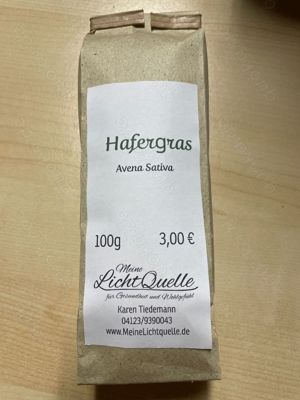 Hafergras
Avena Sativa
100g 3,00 €
Meine
LichtQuelle
für Gesundheit und Wohlgefühl
Karen Tiedemann
04123/9390043
www.MeineLichtquelle.de